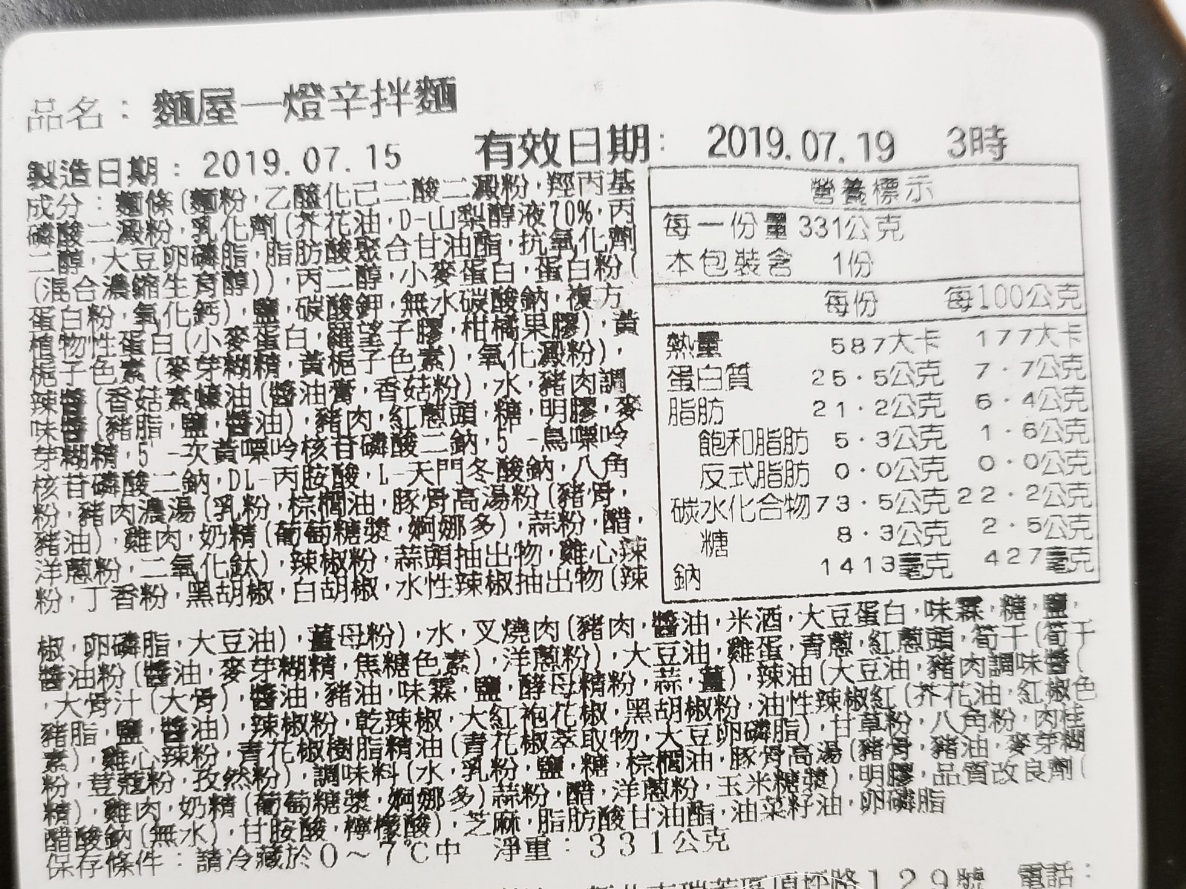 品名：麵屋一燈辛拌麵
製造日期：2019.07.15 有效日期：2019.07.19 3時
成分：麵條(麵粉,乙醯化己二酸二澱粉,羥丙基
磷酸二澱粉,乳化劑(芥花油,D-山梨醇液70%,丙
二醇,大豆卵磷脂,脂肪酸聚合甘油酯,抗氧化劑
(混合濃縮生育醇)),丙二醇,小麥蛋白,蛋白粉(
蛋白粉,氧化鈣),鹽,碳酸鉀,無水碳酸鈉,複方
植物性蛋白(小麥蛋白,羅望子膠,柑橘果膠),黃
梔子色素(麥芽糊精,黃梔子色素),氧化澱粉),
辣醬(香菇素蠔油(醬油膏,香菇粉),水,豬肉調
味醬(豬脂,鹽,醬油),豬肉,紅蔥頭,糖,明膠,麥
芽糊精,5'-次黃嘌呤核苷磷酸二鈉,5'-鳥嘌呤
核苷磷酸二鈉,DL-丙胺酸,L-天門冬酸鈉,八角
粉,豬肉濃湯(乳粉,棕櫚油,豚骨高湯粉(豬骨,
豬油),雞肉,奶精(葡萄糖漿,婀娜多),蒜粉,醋,
洋蔥粉,二氧化鈦),辣椒粉,蒜頭抽出物,雞心辣
粉,丁香粉,黑胡椒,白胡椒,水性辣椒抽出物(辣
椒,卵磷脂,大豆油),薑母粉),水,叉燒肉(豬肉,醬油,米酒,大豆蛋白,味霖,糖,鹽,
醬油粉(醬油,麥芽糊精,焦糖色素),洋蔥粉),大豆油,雞蛋,青蔥,紅蔥頭,筍干(筍干
,大骨汁(大骨),醬油,豬油,味霖,鹽,酵母精粉,蒜,薑),辣油(大豆油,豬肉調味醬(
豬脂,鹽,醬油),辣椒粉,乾辣椒,大紅袍花椒,黑胡椒粉,油性辣椒紅(芥花油,紅椒色
素),雞心辣粉,青花椒樹脂精油(青花椒萃取物,大豆卵磷脂),甘草粉,八角粉,肉桂
粉,荳蔻粉,孜然粉),調味料(水,乳粉,鹽,糖,棕櫚油,豚骨高湯(豬骨,豬油,麥芽糊
精),雞肉,奶精(葡萄糖漿,婀娜多)蒜粉,醋,洋蔥粉,玉米糖漿),明膠,品質改良劑(
醋酸鈉(無水),甘胺酸,檸檬酸),芝麻,脂肪酸甘油酯,油菜籽油,卵磷脂
保存條件：請冷藏於0～7℃中 淨重：331公克
營養標示
每一份量331公克
本包裝含 1份
每份 每100公克
熱量 587大卡 177大卡
蛋白質 25.5公克 7.7公克
脂肪 21.2公克 6.4公克
飽和脂肪 5.3公克 1.6公克
反式脂肪 0.0公克 0.0公克
碳水化合物 73.5公克 22.2公克
糖 8.3公克 2.5公克
鈉 1413毫克 427毫克
129號 電話：